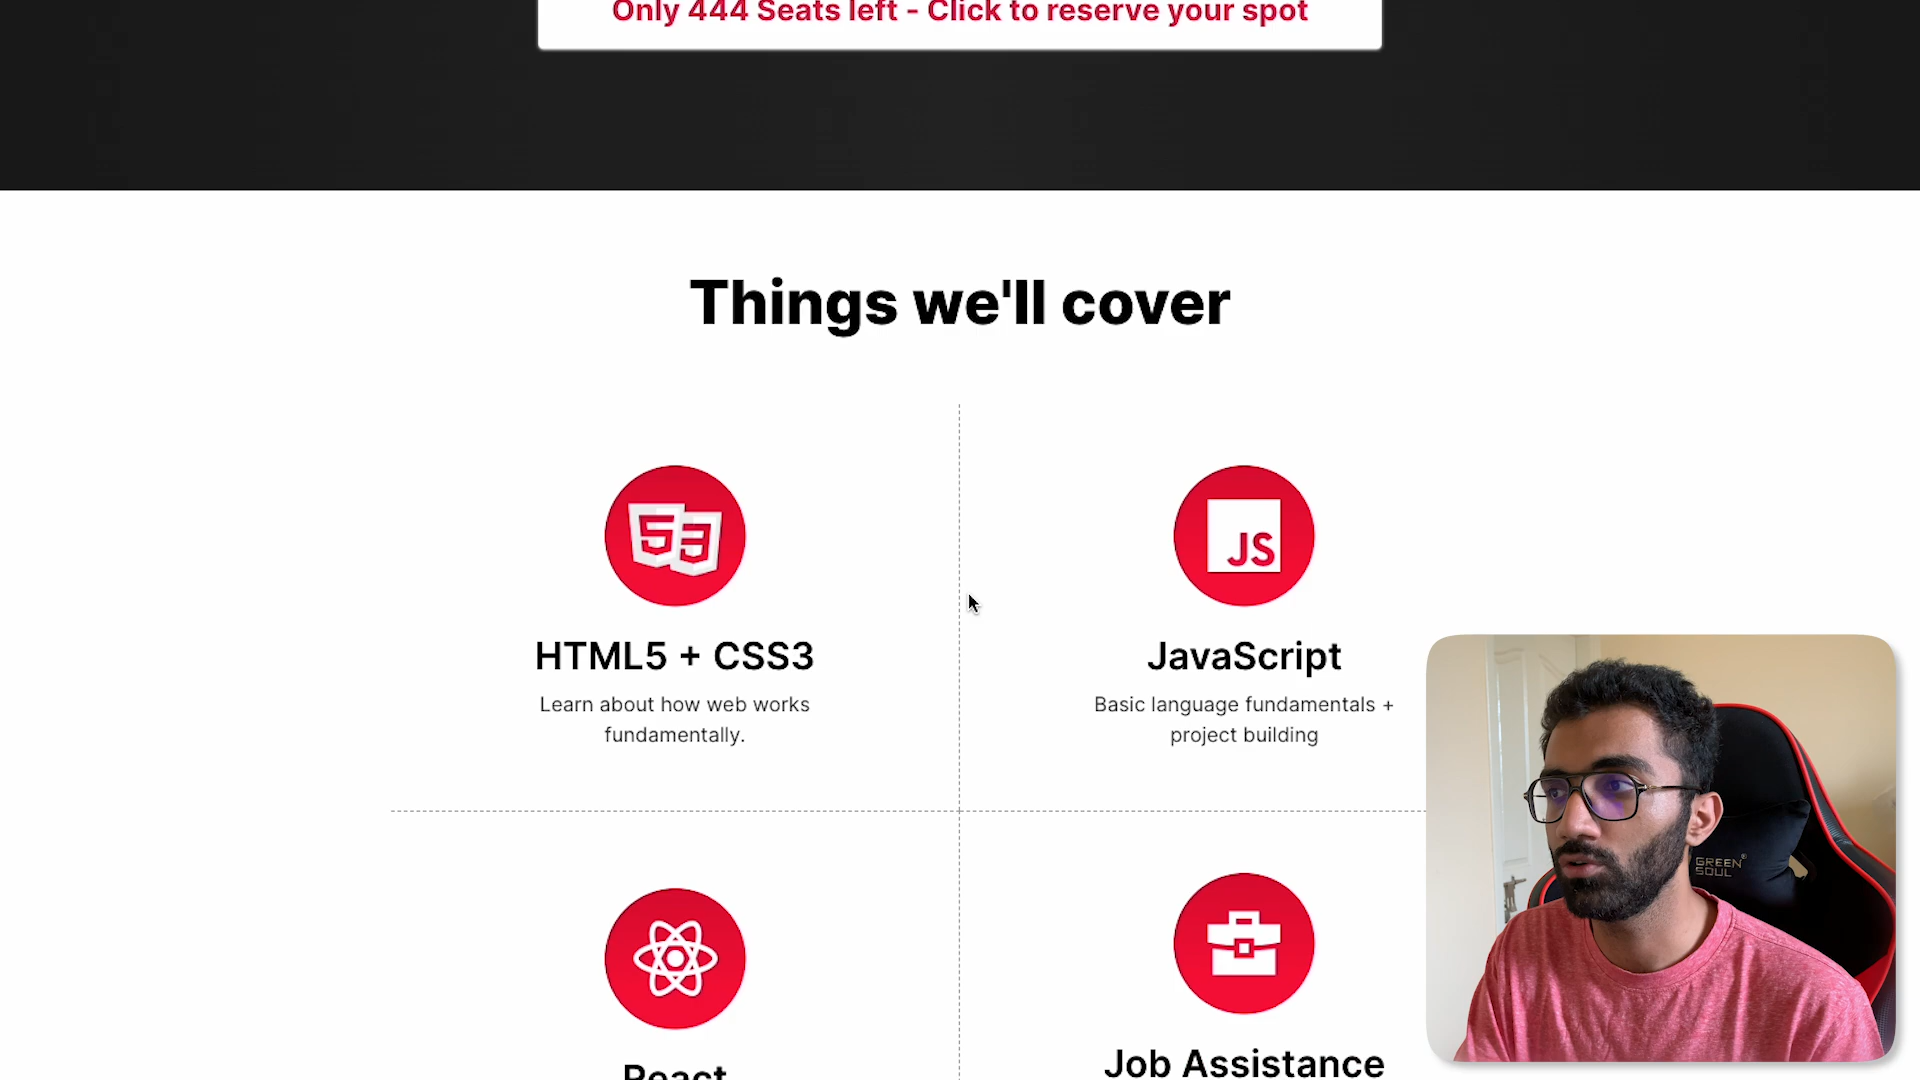 Only 444 Seats left - Click to reserve your spot
Things we'll cover
JS
HTML5 + CSS3
JavaScript
Learn about how web works
fundamentally.
Basic language fundamentals +
project building
GREEN
SOUL
React
Job Assistance